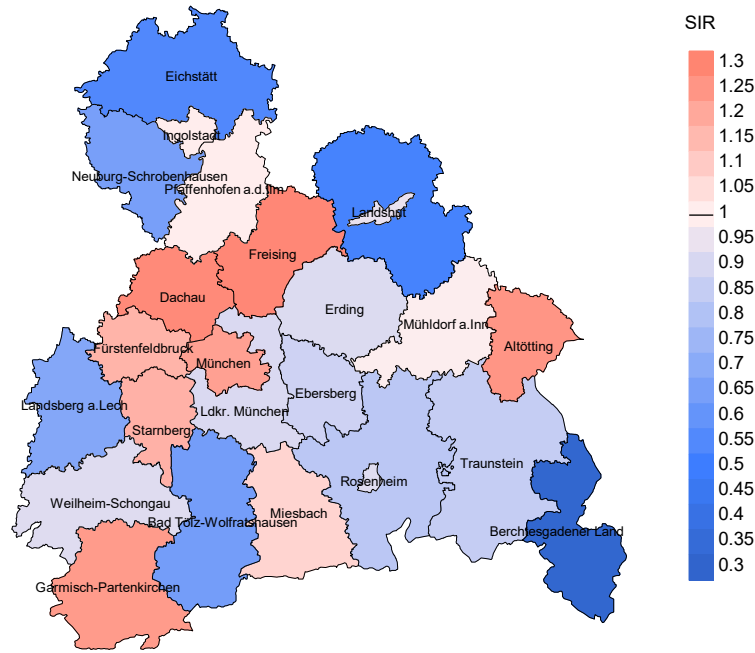 SIR
1.3
1.25
1.2
1.15
1.1
1.05
1
0.95
0.9
0.85
0.8
0.75
0.7
0.65
0.6
0.55
0.5
0.45
0.4
0.35
0.3
Eichstätt
Ingolstadt
Neuburg-Schrobenhausen
Pfaffenhofen a.d.Ilm
Landshut
Freising
Dachau
Erding
Mühldorf a.Inn
Altötting
Fürstenfeldbruck
München
Ebersberg
Landsberg a.Lech
Ldkr. München
Starnberg
Traunstein
Rosenheim
Weilheim-Schongau
Miesbach
Bad Tölz-Wolfratshausen
Berchtesgadener Land
Garmisch-Partenkirchen